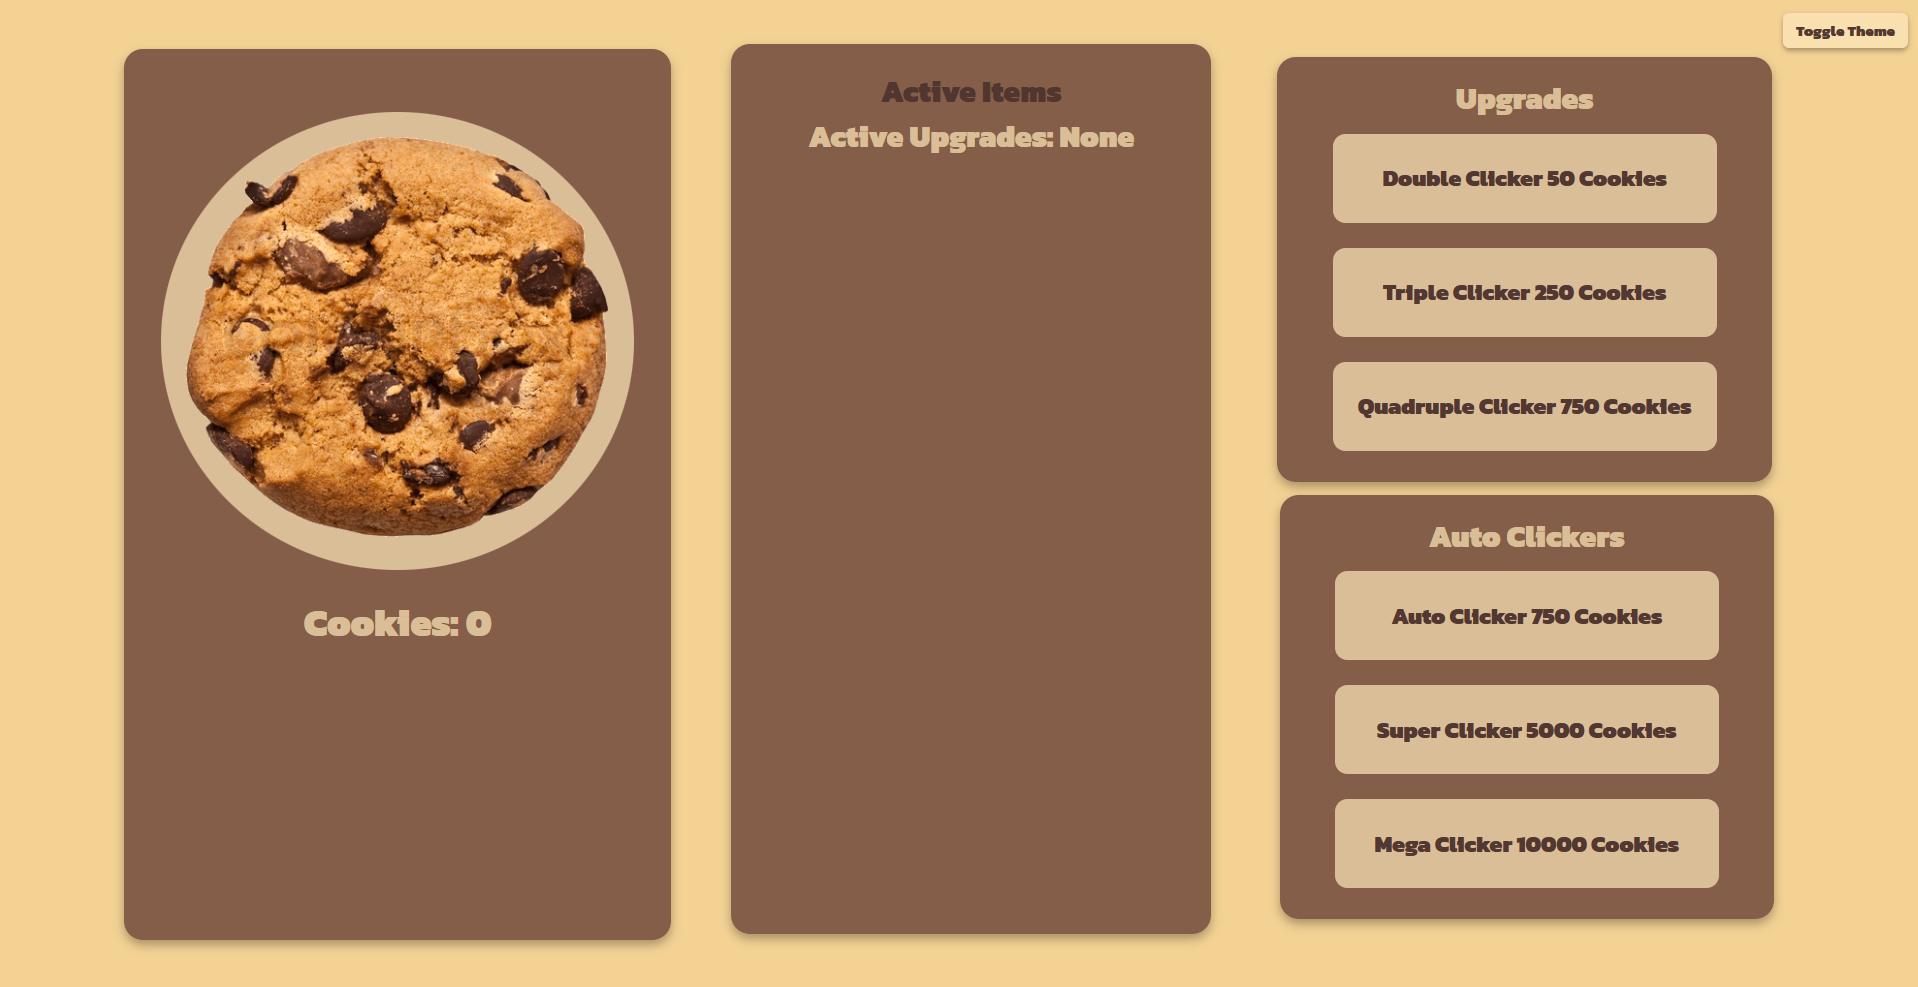 Toggle Theme
Cookies: 0
Active Items
Active Upgrades: None
Upgrades
Double Clicker 50 Cookies
Triple Clicker 250 Cookies
Quadruple Clicker 750 Cookies
Auto Clickers
Auto Clicker 750 Cookies
Super Clicker 5000 Cookies
Mega Clicker 10000 Cookies